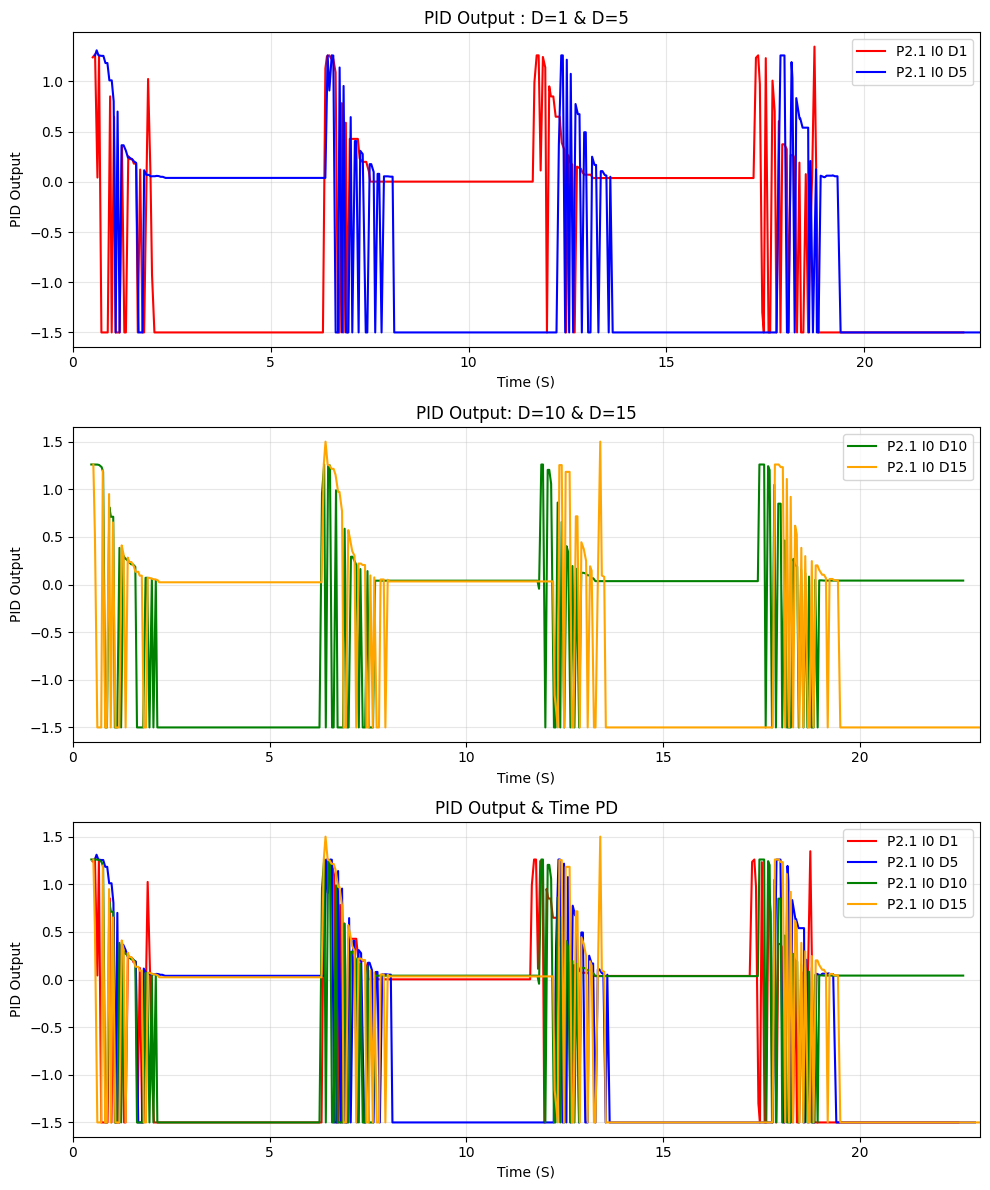 PID Output : D=1 & D=5
P2.1 I0 D1
P2.1 I0 D5
PID Output
1.0
0.5
0.0
−0.5
−1.0
−1.5
0 5 10 15 20
Time (S)
PID Output: D=10 & D=15
P2.1 I0 D10
P2.1 I0 D15
PID Output
1.5
1.0
0.5
0.0
−0.5
−1.0
−1.5
0 5 10 15 20
Time (S)
PID Output & Time PD
P2.1 I0 D1
P2.1 I0 D5
P2.1 I0 D10
P2.1 I0 D15
PID Output
1.5
1.0
0.5
0.0
−0.5
−1.0
−1.5
0 5 10 15 20
Time (S)